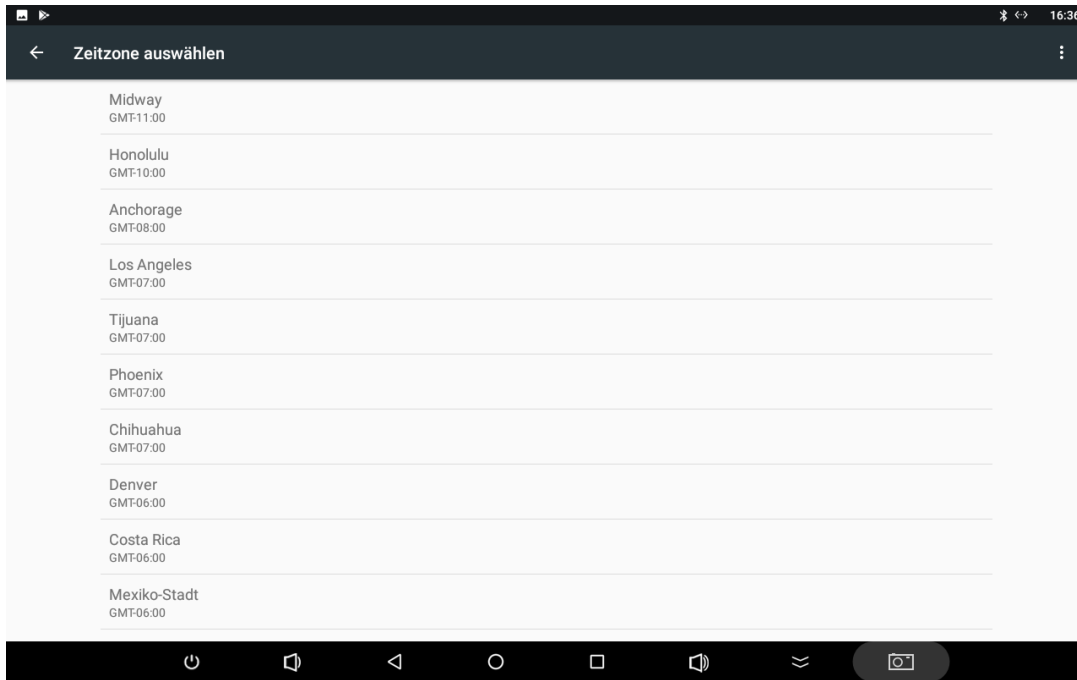 16:36
Zeitzone auswählen
Midway
GMT-11:00
Honolulu
GMT-10:00
Anchorage
GMT-08:00
Los Angeles
GMT-07:00
Tijuana
GMT-07:00
Phoenix
GMT-07:00
Chihuahua
GMT-07:00
Denver
GMT-06:00
Costa Rica
GMT-06:00
Mexiko-Stadt
GMT-06:00